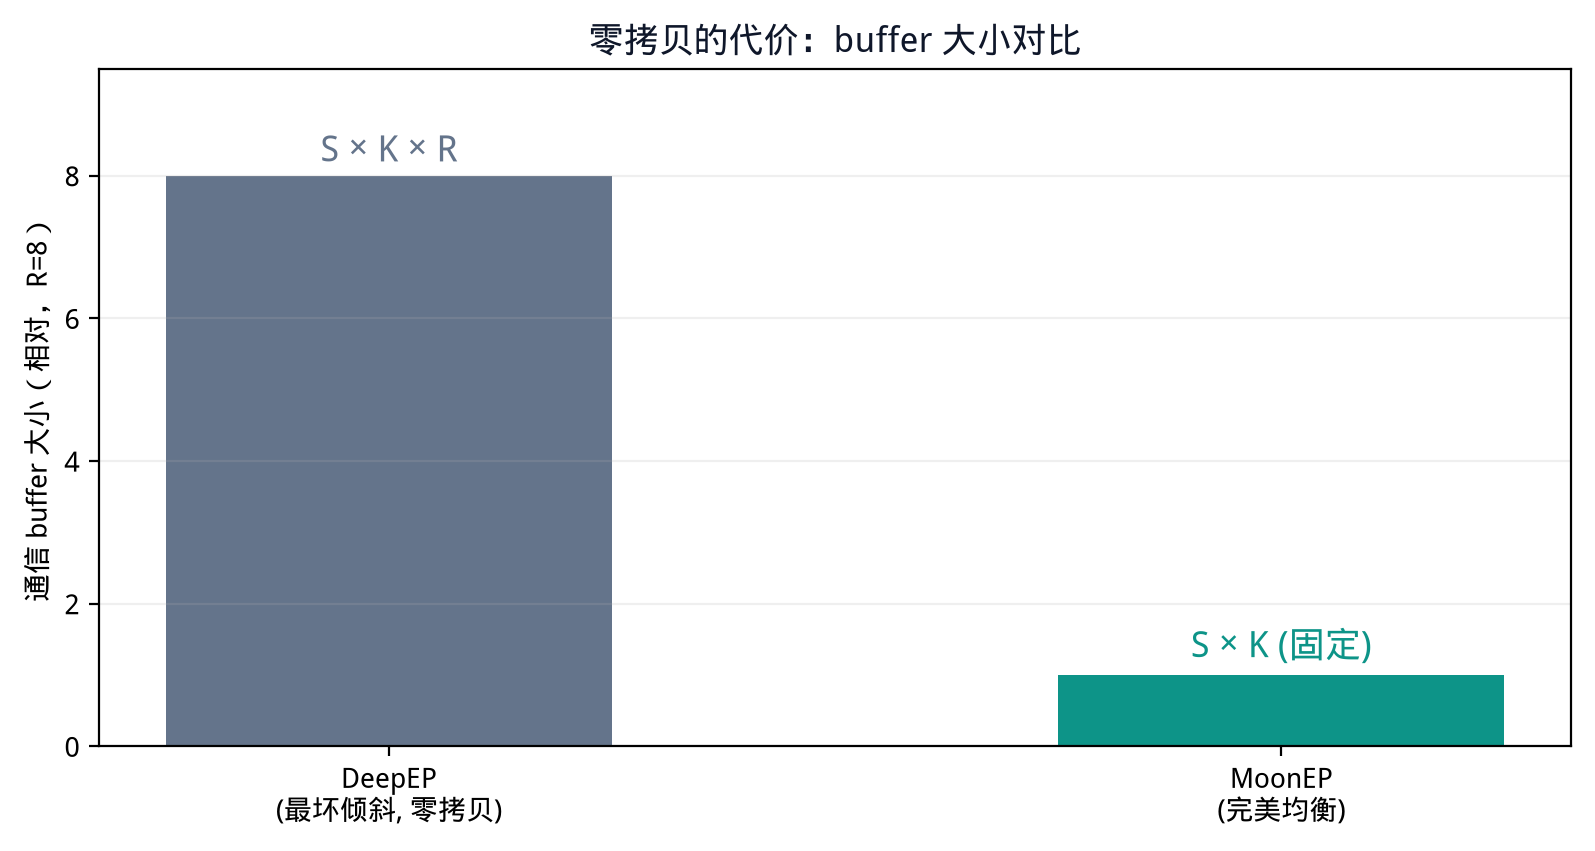 零拷贝的代价：buffer 大小对比
通信 buffer 大小（相对，R=8）
8
6
4
2
0
S × K × R
S × K (固定)
DeepEP
(最坏倾斜, 零拷贝)
MoonEP
(完美均衡)